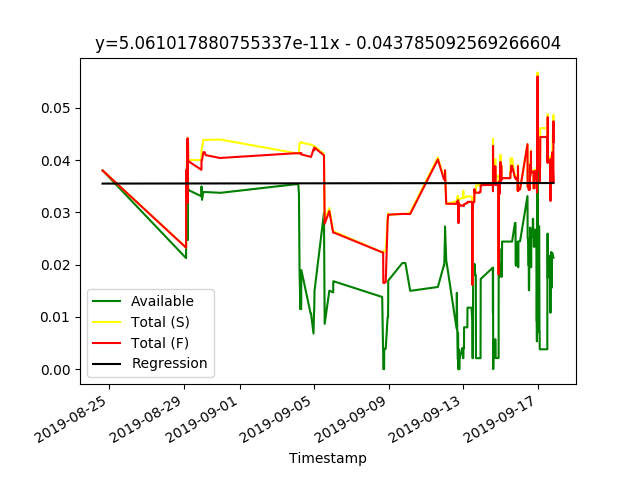 y=5.061017880755337e-11x - 0.043785092569266604
0.05
0.04
0.03
0.02
0.01
0.00
Available
Total (S)
Total (F)
Regression
2019-08-25
2019-08-29
2019-09-01
2019-09-05
2019-09-09
2019-09-13
2019-09-17
Timestamp